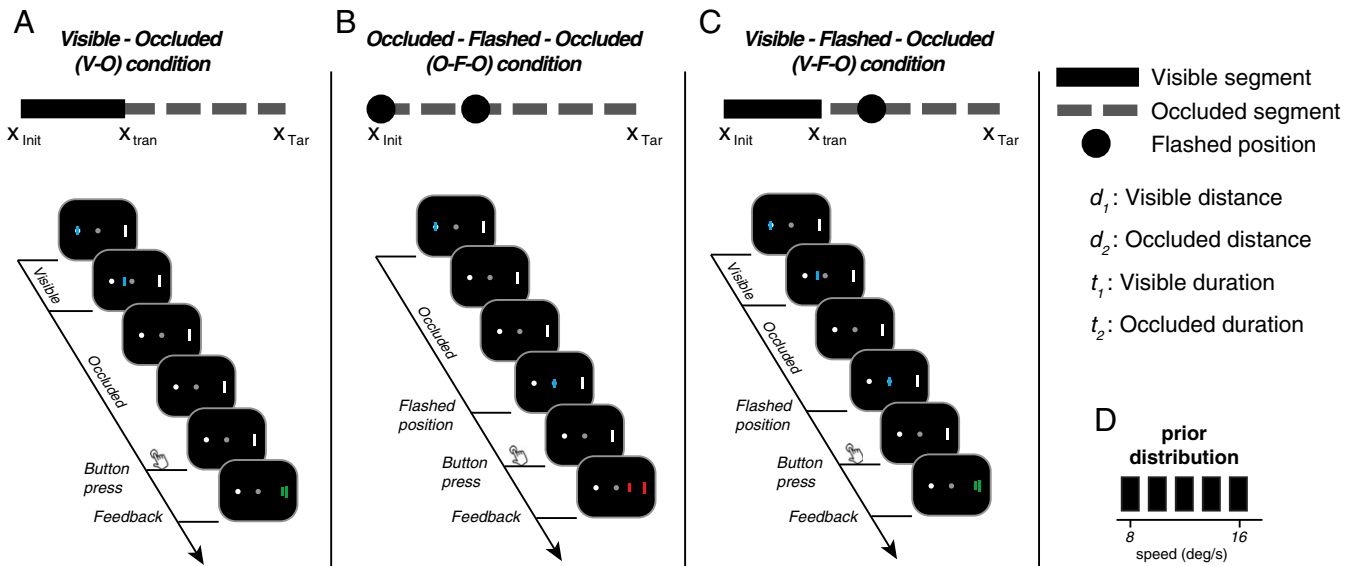 A
Visible - Occluded
(V-O) condition
x Init
x tran
x Tar
Visible
Occluded
Button
press
Feedback
B
Occluded - Flashed - Occluded
(O-F-O) condition
x Init
x Tar
Occluded
Flashed
position
Button
press
Feedback
C
Visible - Flashed - Occluded
(V-F-O) condition
x Init
x tran
x Tar
Visible
Occluded
Flashed
position
Button
press
Feedback
Visible segment
Occluded segment
Flashed position
d1: Visible distance
d2: Occluded distance
t1: Visible duration
t2: Occluded duration
D
prior
distribution
8 16
speed (deg/s)